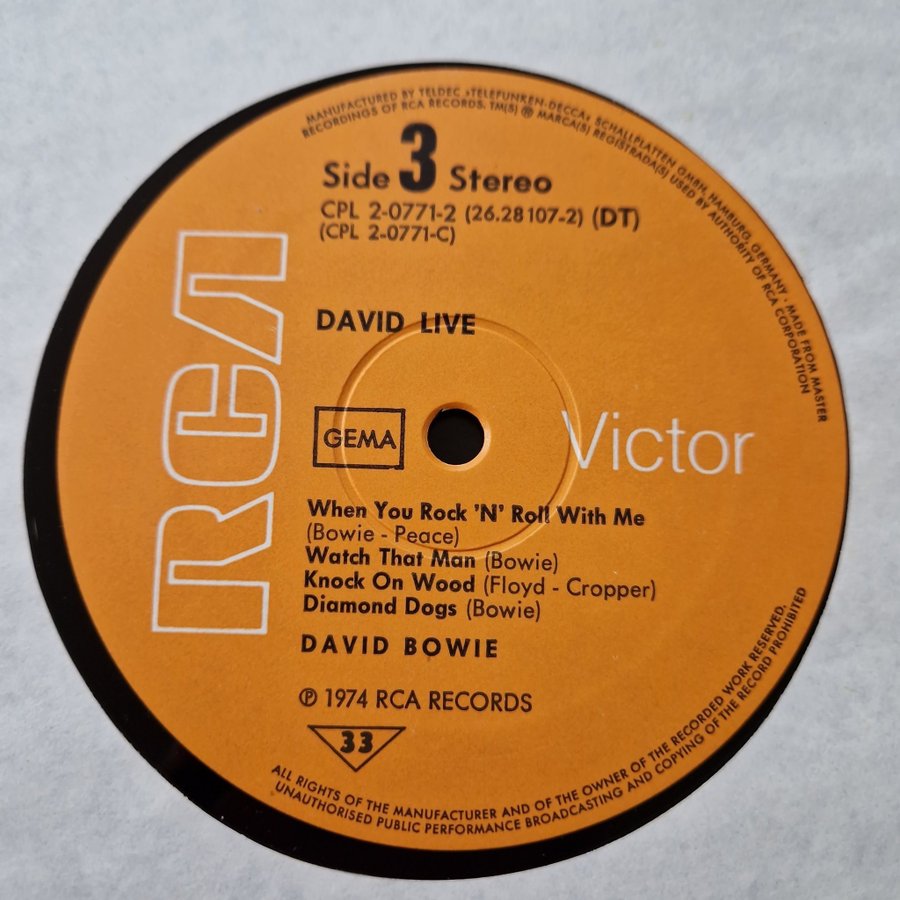 MANUFACTURED BY TELDEC »TELEFUNKEN-DECCA« SCHALLPLATTEN GMBH, HAMBURG, GERMANY · MADE FROM MASTER
RECORDINGS OF RCA RECORDS. TM(S) ® MARCA(S) REGISTRADA(S) USED BY AUTHORITY OF RCA CORPORATION
Side 3 Stereo
CPL 2-0771-2 (26.28107-2) (DT)
(CPL 2-0771-C)
RCA
DAVID LIVE
GEMA
Victor
When You Rock 'N' Roll With Me
(Bowie - Peace)
Watch That Man (Bowie)
Knock On Wood (Floyd - Cropper)
Diamond Dogs (Bowie)
DAVID BOWIE
℗ 1974 RCA RECORDS
33
ALL RIGHTS OF THE MANUFACTURER AND OF THE OWNER OF THE RECORDED WORK RESERVED.
UNAUTHORISED PUBLIC PERFORMANCE BROADCASTING AND COPYING OF THE RECORD PROHIBITED